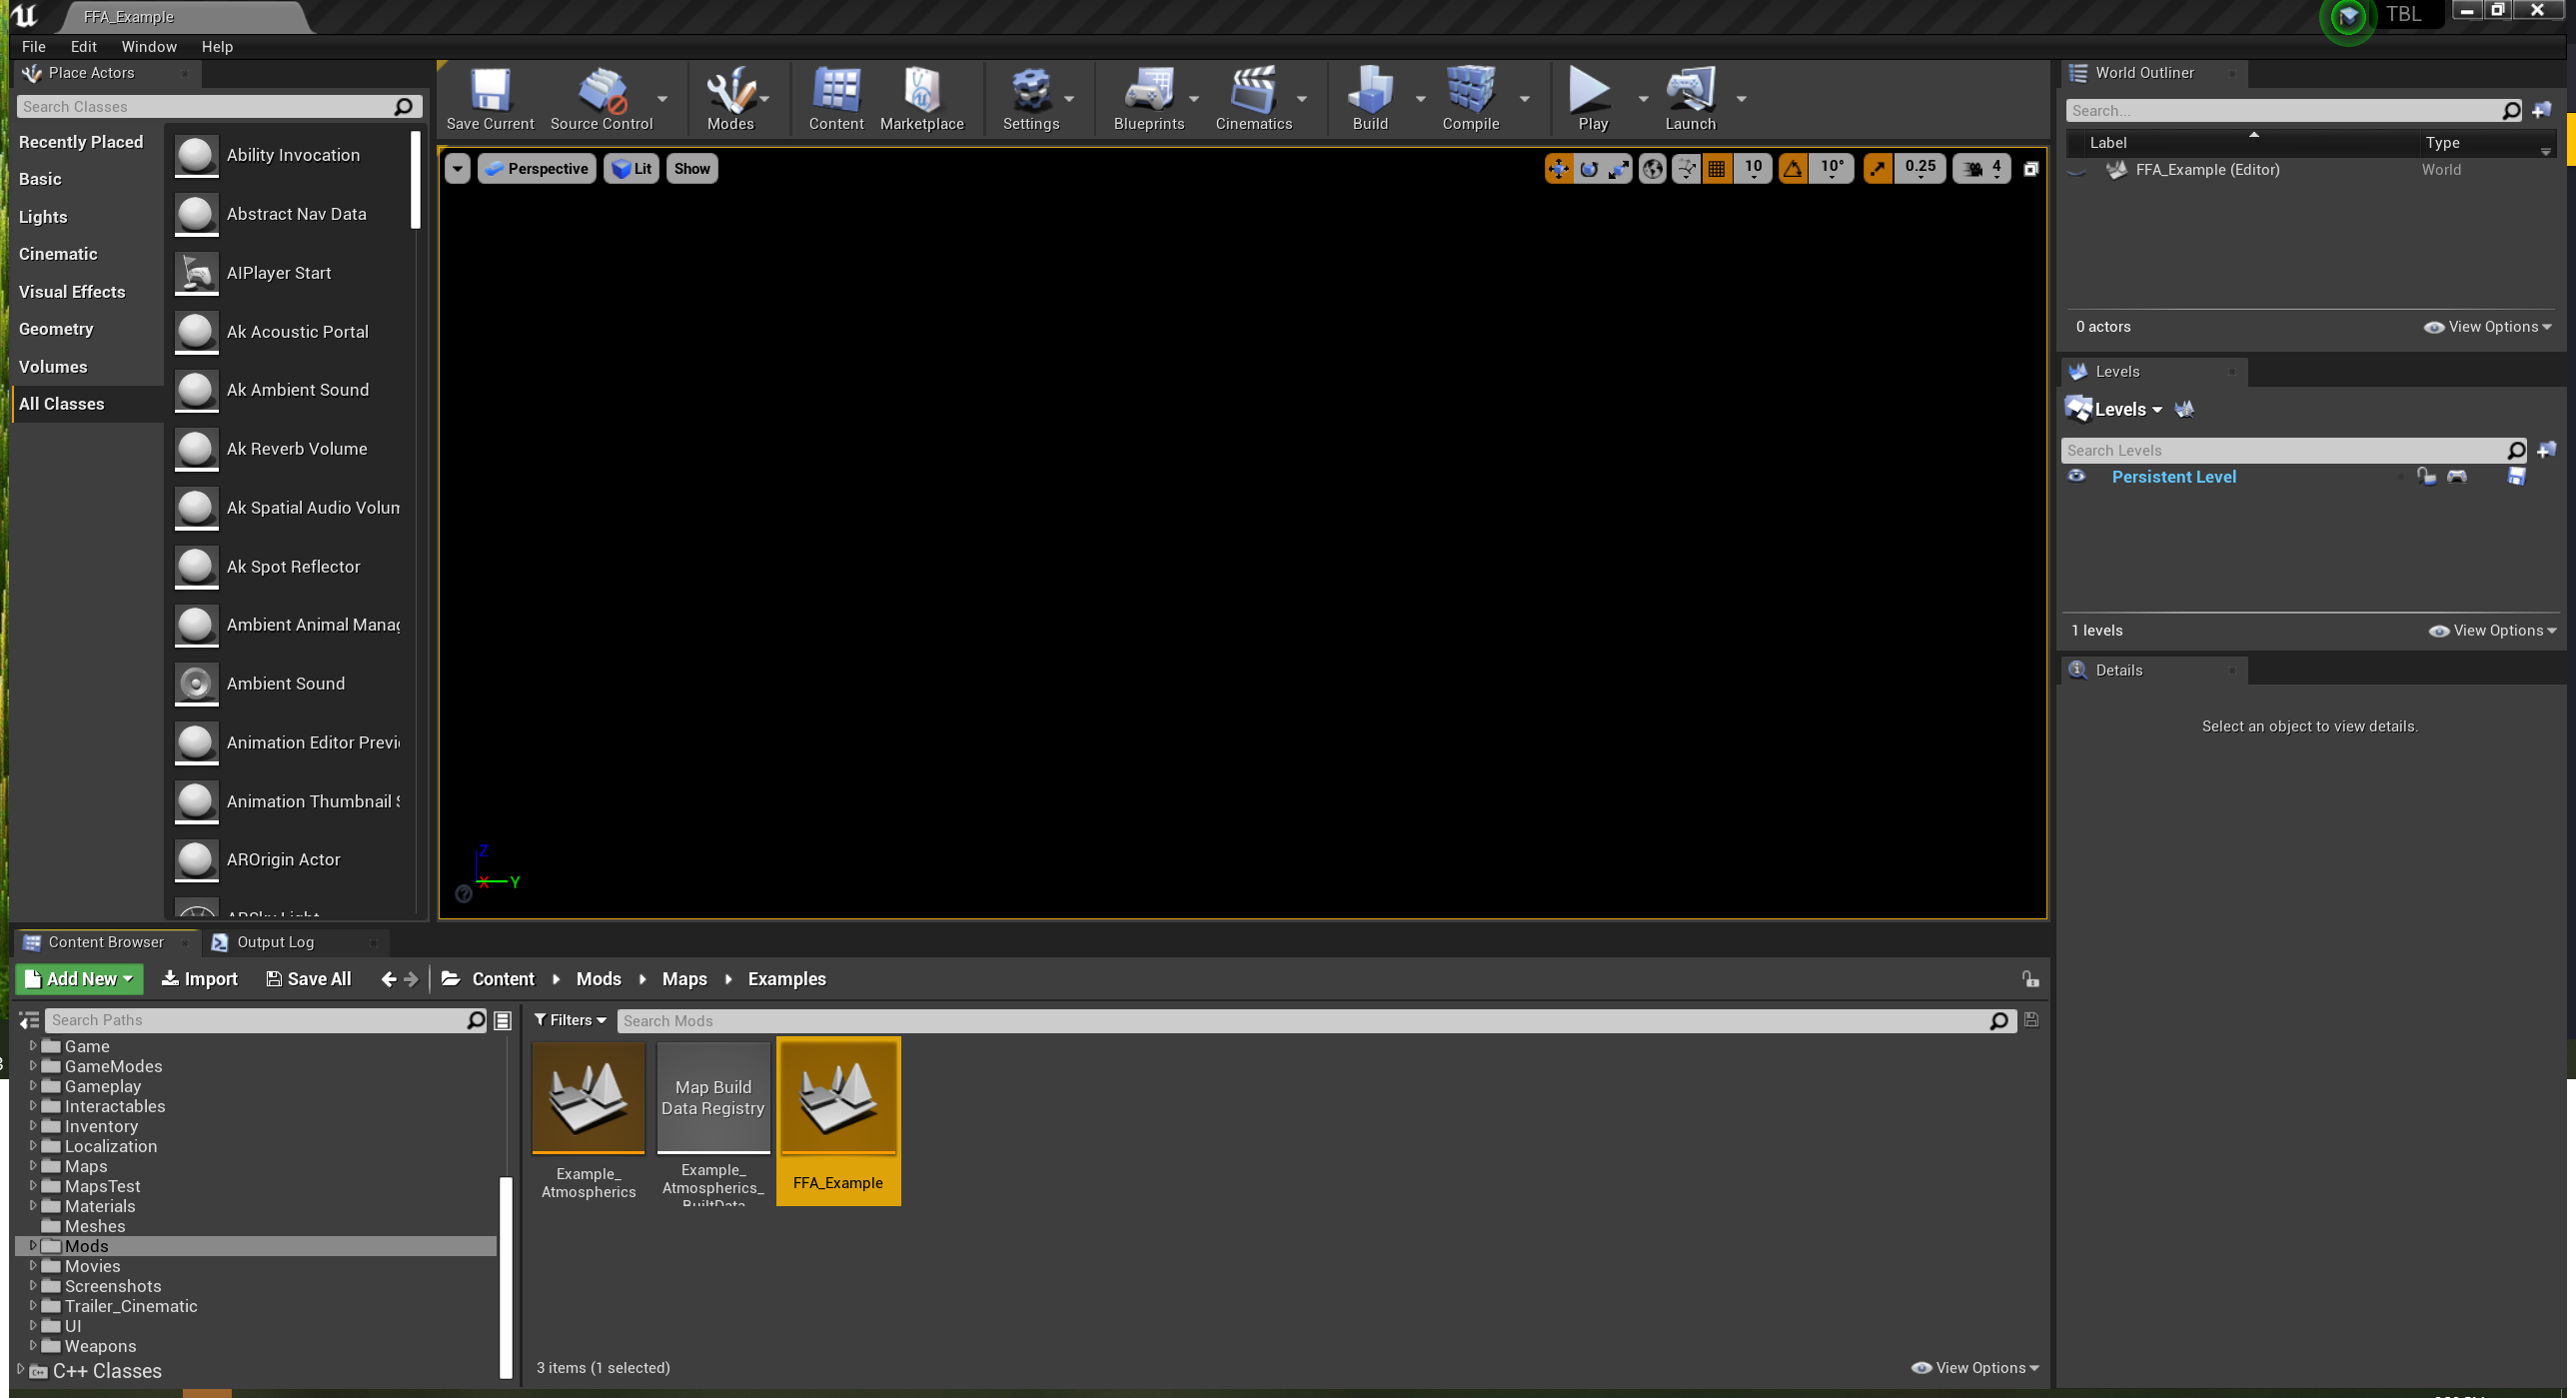 FFA_Example
TBL
File Edit Window Help
Place Actors
Search Classes
Recently Placed
Basic
Lights
Cinematic
Visual Effects
Geometry
Volumes
All Classes
Ability Invocation
Abstract Nav Data
AIPlayer Start
Ak Acoustic Portal
Ak Ambient Sound
Ak Reverb Volume
Ak Spatial Audio Volum
Ak Spot Reflector
Ambient Animal Manag
Ambient Sound
Animation Editor Previ
Animation Thumbnail S
AROrigin Actor
ARSky Light
Save Current Source Control Modes Content Marketplace Settings Blueprints Cinematics Build Compile Play Launch
Perspective Lit Show 10 10° 0.25 4
Z
X Y
World Outliner
Search...
Label Type
FFA_Example (Editor) World
0 actors View Options
Levels
Levels
Search Levels
Persistent Level
1 levels View Options
Details
Select an object to view details.
Content Browser Output Log
Add New Import Save All Content Mods Maps Examples
Search Paths
Game
GameModes
Gameplay
Interactables
Inventory
Localization
Maps
MapsTest
Materials
Meshes
Mods
Movies
Screenshots
Trailer_Cinematic
UI
Weapons
C++ Classes
Filters Search Mods
Example_
Atmospherics
Map Build
Data Registry
Example_
Atmospherics_
BuiltData
FFA_Example
3 items (1 selected) View Options